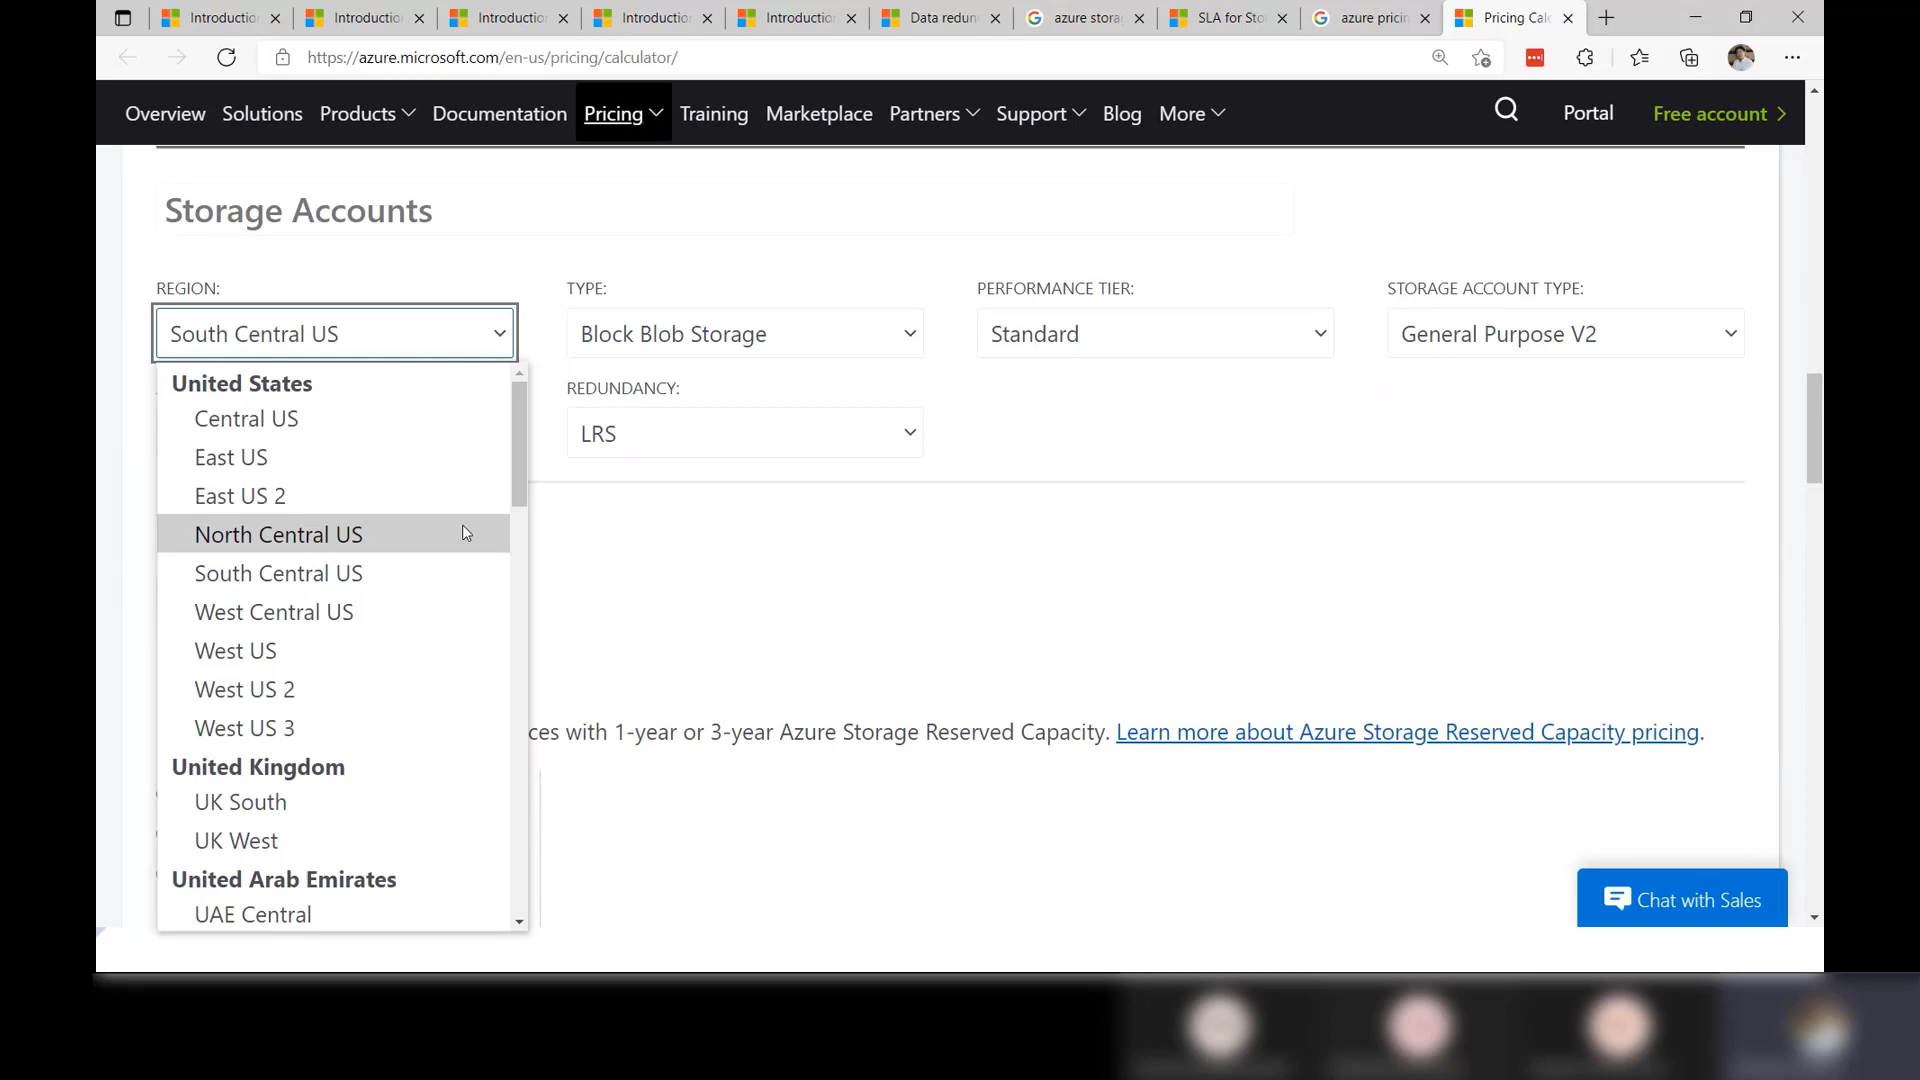 Introduction
Introduction
Introduction
Introduction
Introduction
Data redun
azure stora
SLA for Sto
azure pricin
Pricing Calc
https://azure.microsoft.com/en-us/pricing/calculator/
Overview Solutions Products Documentation Pricing Training Marketplace Partners Support Blog More Portal Free account
Storage Accounts
REGION: TYPE: PERFORMANCE TIER: STORAGE ACCOUNT TYPE:
South Central US Block Blob Storage Standard General Purpose V2
REDUNDANCY:
LRS
United States
Central US
East US
East US 2
North Central US
South Central US
West Central US
West US
West US 2
West US 3
United Kingdom
UK South
UK West
United Arab Emirates
UAE Central
ces with 1-year or 3-year Azure Storage Reserved Capacity. Learn more about Azure Storage Reserved Capacity pricing.
Chat with Sales